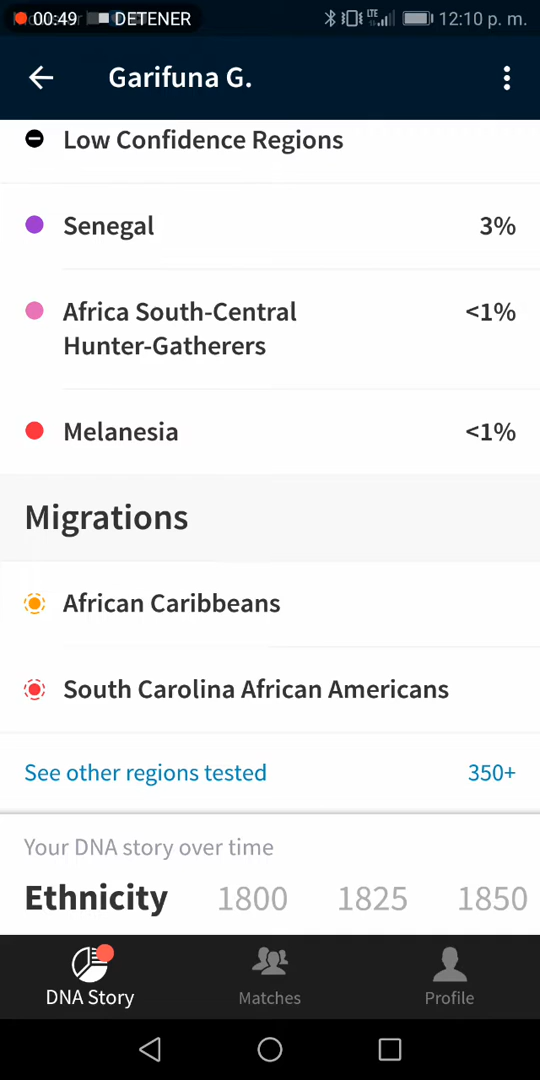 00:49 DETENER LTE 12:10 p. m.
Garifuna G.
Low Confidence Regions
Senegal 3%
Africa South-Central <1%
Hunter-Gatherers
Melanesia <1%
Migrations
African Caribbeans
South Carolina African Americans
See other regions tested 350+
Your DNA story over time
Ethnicity 1800 1825 1850
DNA Story Matches Profile